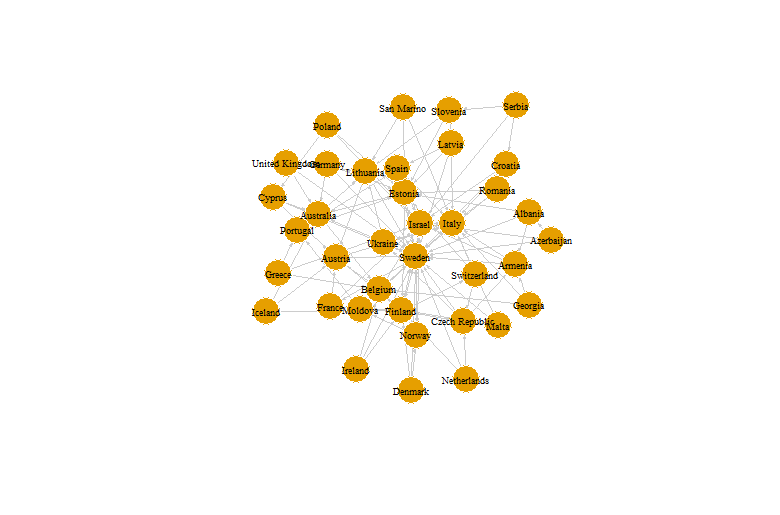 San Marino
Slovenia
Serbia
Poland
Latvia
United Kingdom
Germany
Lithuania
Spain
Croatia
Cyprus
Estonia
Romania
Australia
Albania
Portugal
Israel
Italy
Ukraine
Azerbaijan
Austria
Sweden
Greece
Switzerland
Armenia
Belgium
Iceland
France
Moldova
Finland
Georgia
Czech Republic
Malta
Norway
Ireland
Netherlands
Denmark